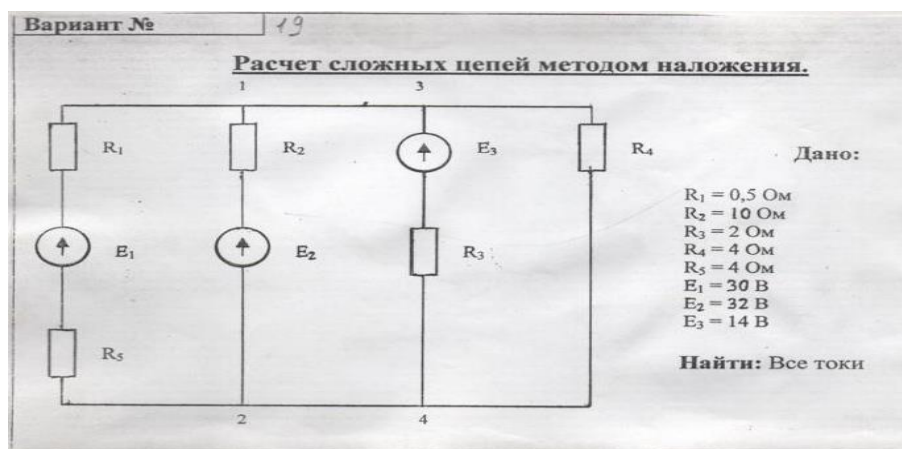 Вариант № 19
Расчет сложных цепей методом наложения.
1 3
R₁ R₂ E₃ R₄
E₁ E₂ R₃
R₅
2 4
Дано:
R₁ = 0,5 Ом
R₂ = 10 Ом
R₃ = 2 Ом
R₄ = 4 Ом
R₅ = 4 Ом
E₁ = 30 В
E₂ = 32 В
E₃ = 14 В
Найти: Все токи